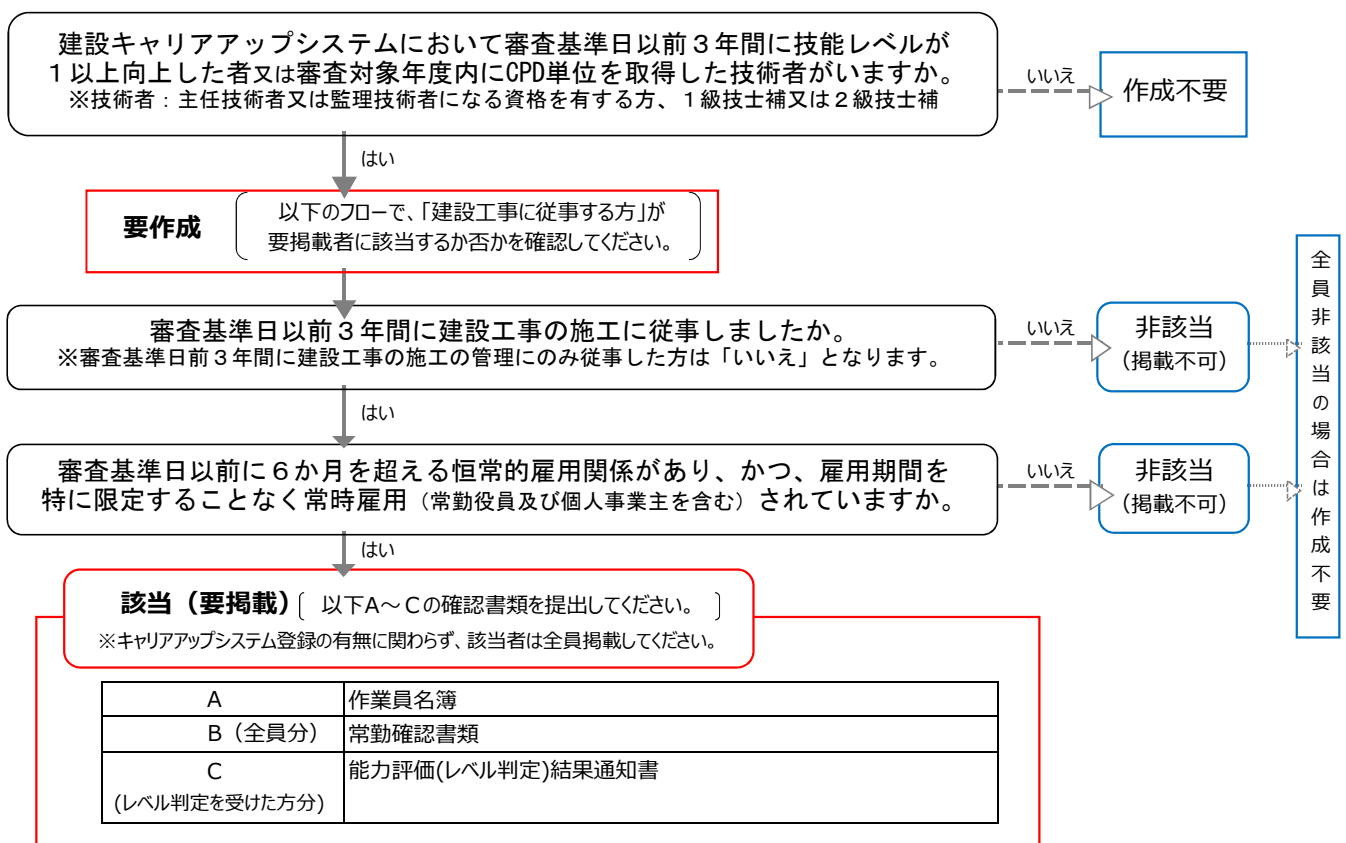 建設キャリアアップシステムにおいて審査基準日以前３年間に技能レベルが
１以上向上した者又は審査対象年度内にCPD単位を取得した技術者がいますか。
※技術者：主任技術者又は監理技術者になる資格を有する方、１級技士補又は２級技士補
いいえ
作成不要
はい
要作成
以下のフローで、「建設工事に従事する方」が
要掲載者に該当するか否かを確認してください。
審査基準日以前３年間に建設工事の施工に従事しましたか。
※審査基準日前３年間に建設工事の施工の管理にのみ従事した方は「いいえ」となります。
いいえ
非該当
（掲載不可）
全員非該当の場合は作成不要
はい
審査基準日以前に６か月を超える恒常的雇用関係があり、かつ、雇用期間を
特に限定することなく常時雇用（常勤役員及び個人事業主を含む）されていますか。
いいえ
非該当
（掲載不可）
はい
該当（要掲載）〔 以下A～Cの確認書類を提出してください。 〕
※キャリアアップシステム登録の有無に関わらず、該当者は全員掲載してください。
A 作業員名簿
B（全員分） 常勤確認書類
C 能力評価(レベル判定)結果通知書
(レベル判定を受けた方分)